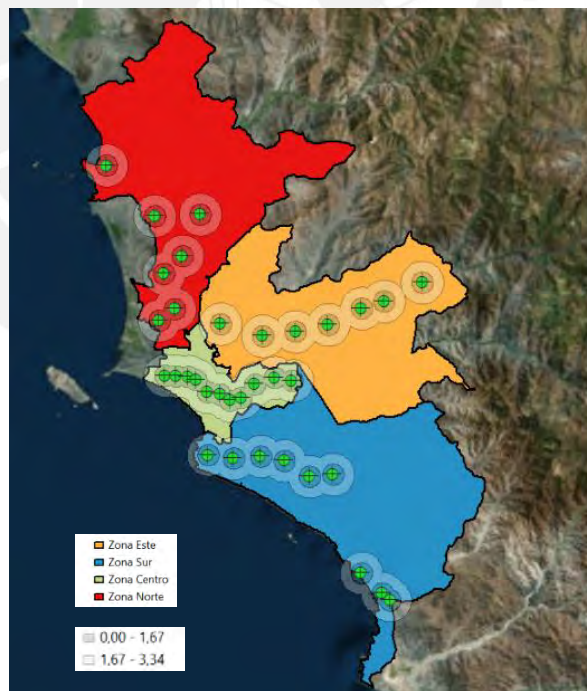 Zona Este
Zona Sur
Zona Centro
Zona Norte
0,00 - 1,67
1,67 - 3,34